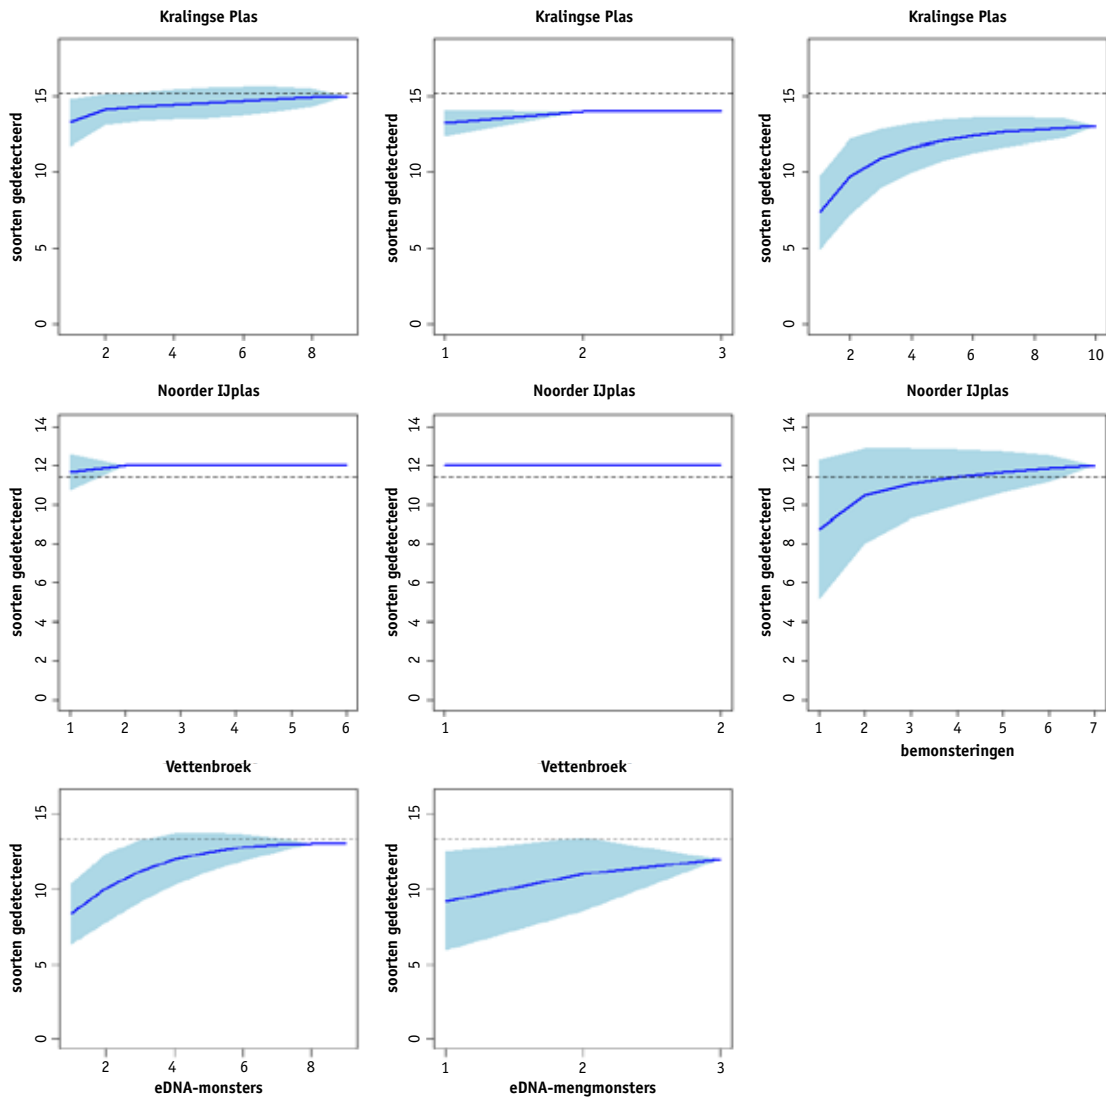 Kralingse Plas
Kralingse Plas
Kralingse Plas
soorten gedetecteerd
15
10
5
0
2 4 6 8
soorten gedetecteerd
15
10
5
0
1 2 3
soorten gedetecteerd
15
10
5
0
2 4 6 8 10
Noorder IJplas
Noorder IJplas
Noorder IJplas
soorten gedetecteerd
14
12
10
8
6
4
2
0
1 2 3 4 5 6
soorten gedetecteerd
14
12
10
8
6
4
2
0
1 2
soorten gedetecteerd
14
12
10
8
6
4
2
0
1 2 3 4 5 6 7
bemonsteringen
Vettenbroek
Vettenbroek
soorten gedetecteerd
15
10
5
0
2 4 6 8
eDNA-monsters
soorten gedetecteerd
15
10
5
0
1 2 3
eDNA-mengmonsters